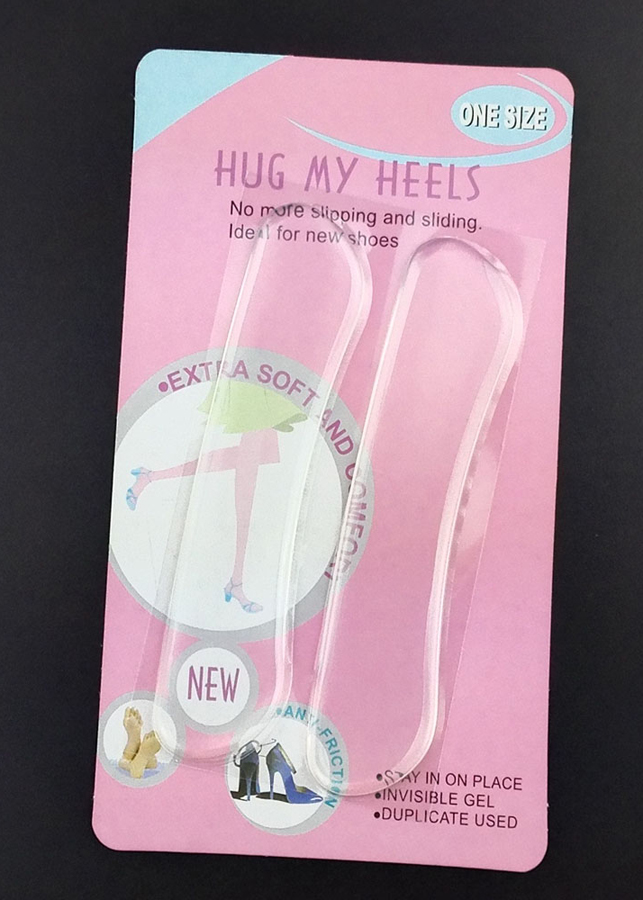 ONE SIZE
HUG MY HEELS
No more slipping and sliding.
Ideal for new shoes
•EXTRA SOFT AND COMFORT
NEW
•ANTI-FRICTION
•STAY IN ON PLACE
•INVISIBLE GEL
•DUPLICATE USED